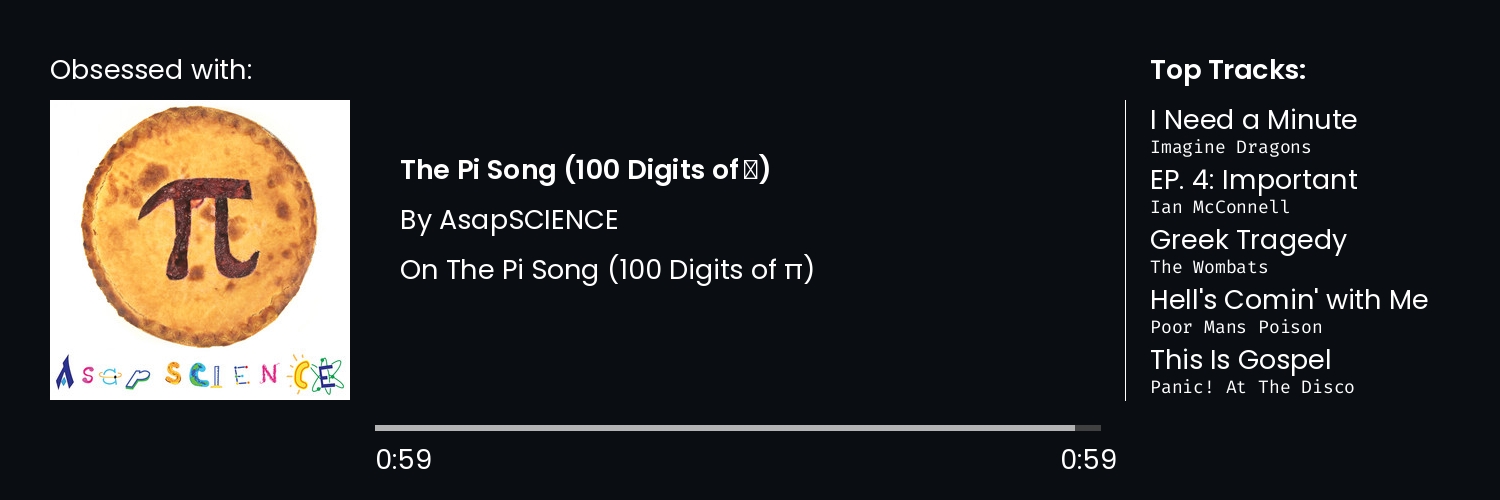 Obsessed with:
π
Asap SCIENCE
The Pi Song (100 Digits of )
By AsapSCIENCE
On The Pi Song (100 Digits of π)
0:59
0:59
Top Tracks:
I Need a Minute
Imagine Dragons
EP. 4: Important
Ian McConnell
Greek Tragedy
The Wombats
Hell's Comin' with Me
Poor Mans Poison
This Is Gospel
Panic! At The Disco